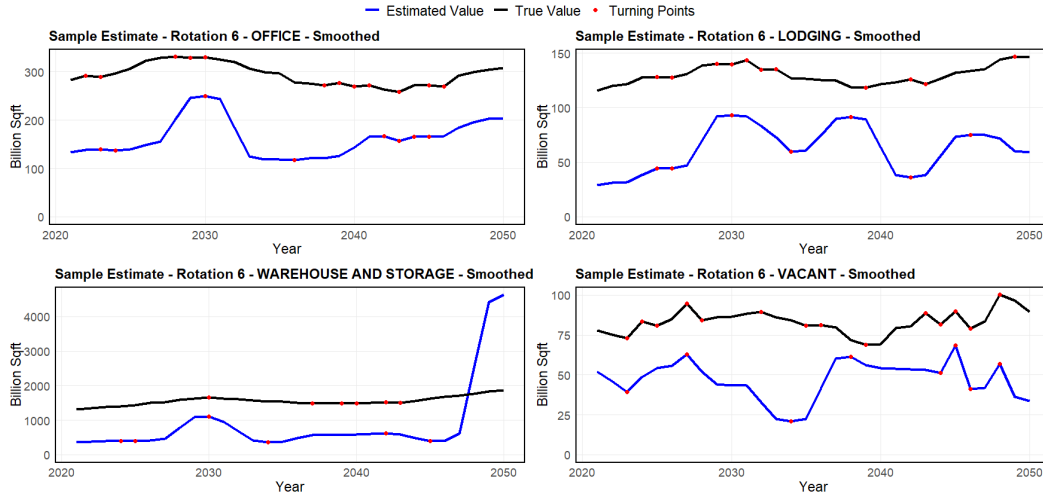 Estimated Value True Value Turning Points
Sample Estimate - Rotation 6 - OFFICE - Smoothed
Billion Sqft
300
200
100
0
2020 2030 2040 2050
Year
Sample Estimate - Rotation 6 - LODGING - Smoothed
Billion Sqft
150
100
50
0
2020 2030 2040 2050
Year
Sample Estimate - Rotation 6 - WAREHOUSE AND STORAGE - Smoothed
Billion Sqft
4000
3000
2000
1000
0
2020 2030 2040 2050
Year
Sample Estimate - Rotation 6 - VACANT - Smoothed
Billion Sqft
100
75
50
25
0
2020 2030 2040 2050
Year